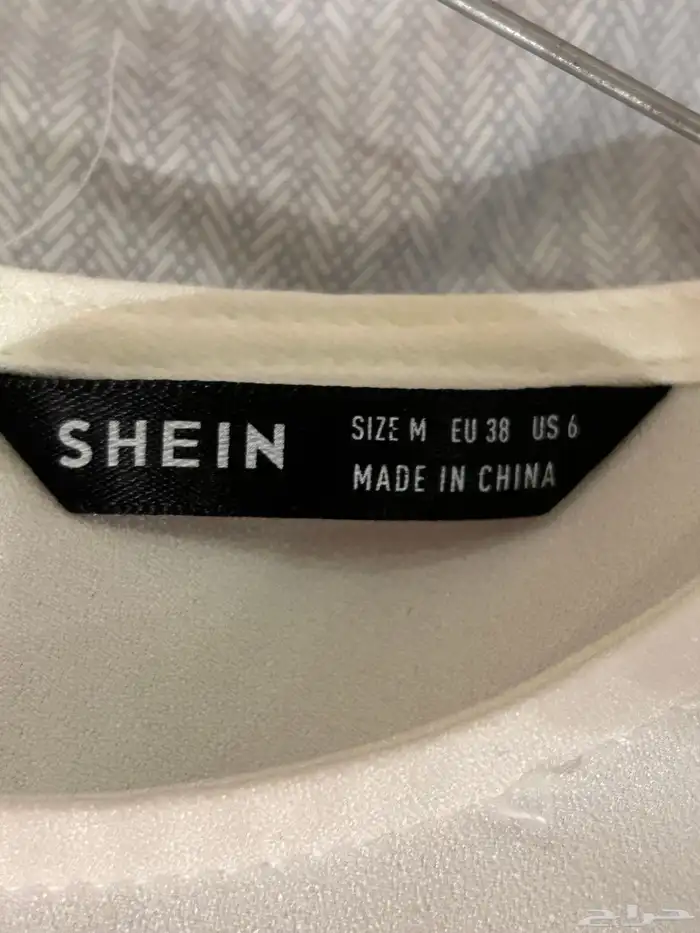 SHEIN
SIZE M EU 38 US 6
MADE IN CHINA
حراج